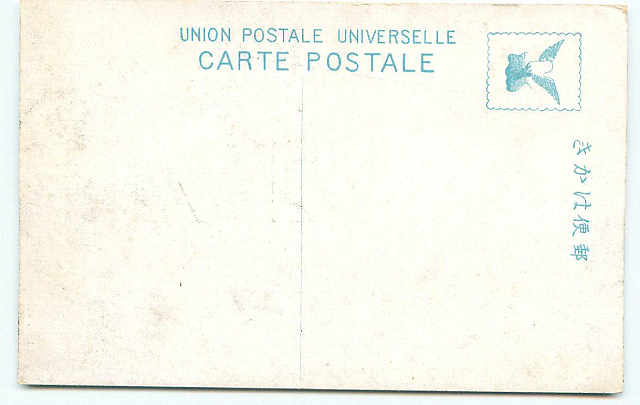 UNION POSTALE UNIVERSELLE
CARTE POSTALE
郵便はかき